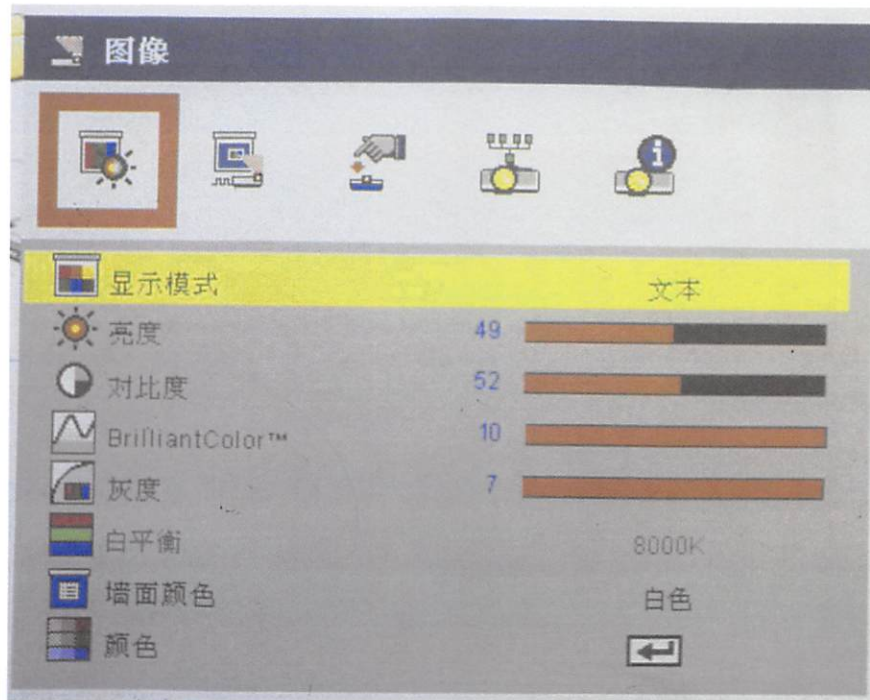 图像
显示模式 文本
亮度 49
对比度 52
BrilliantColor™ 10
灰度 7
白平衡 8000K
墙面颜色 白色
颜色